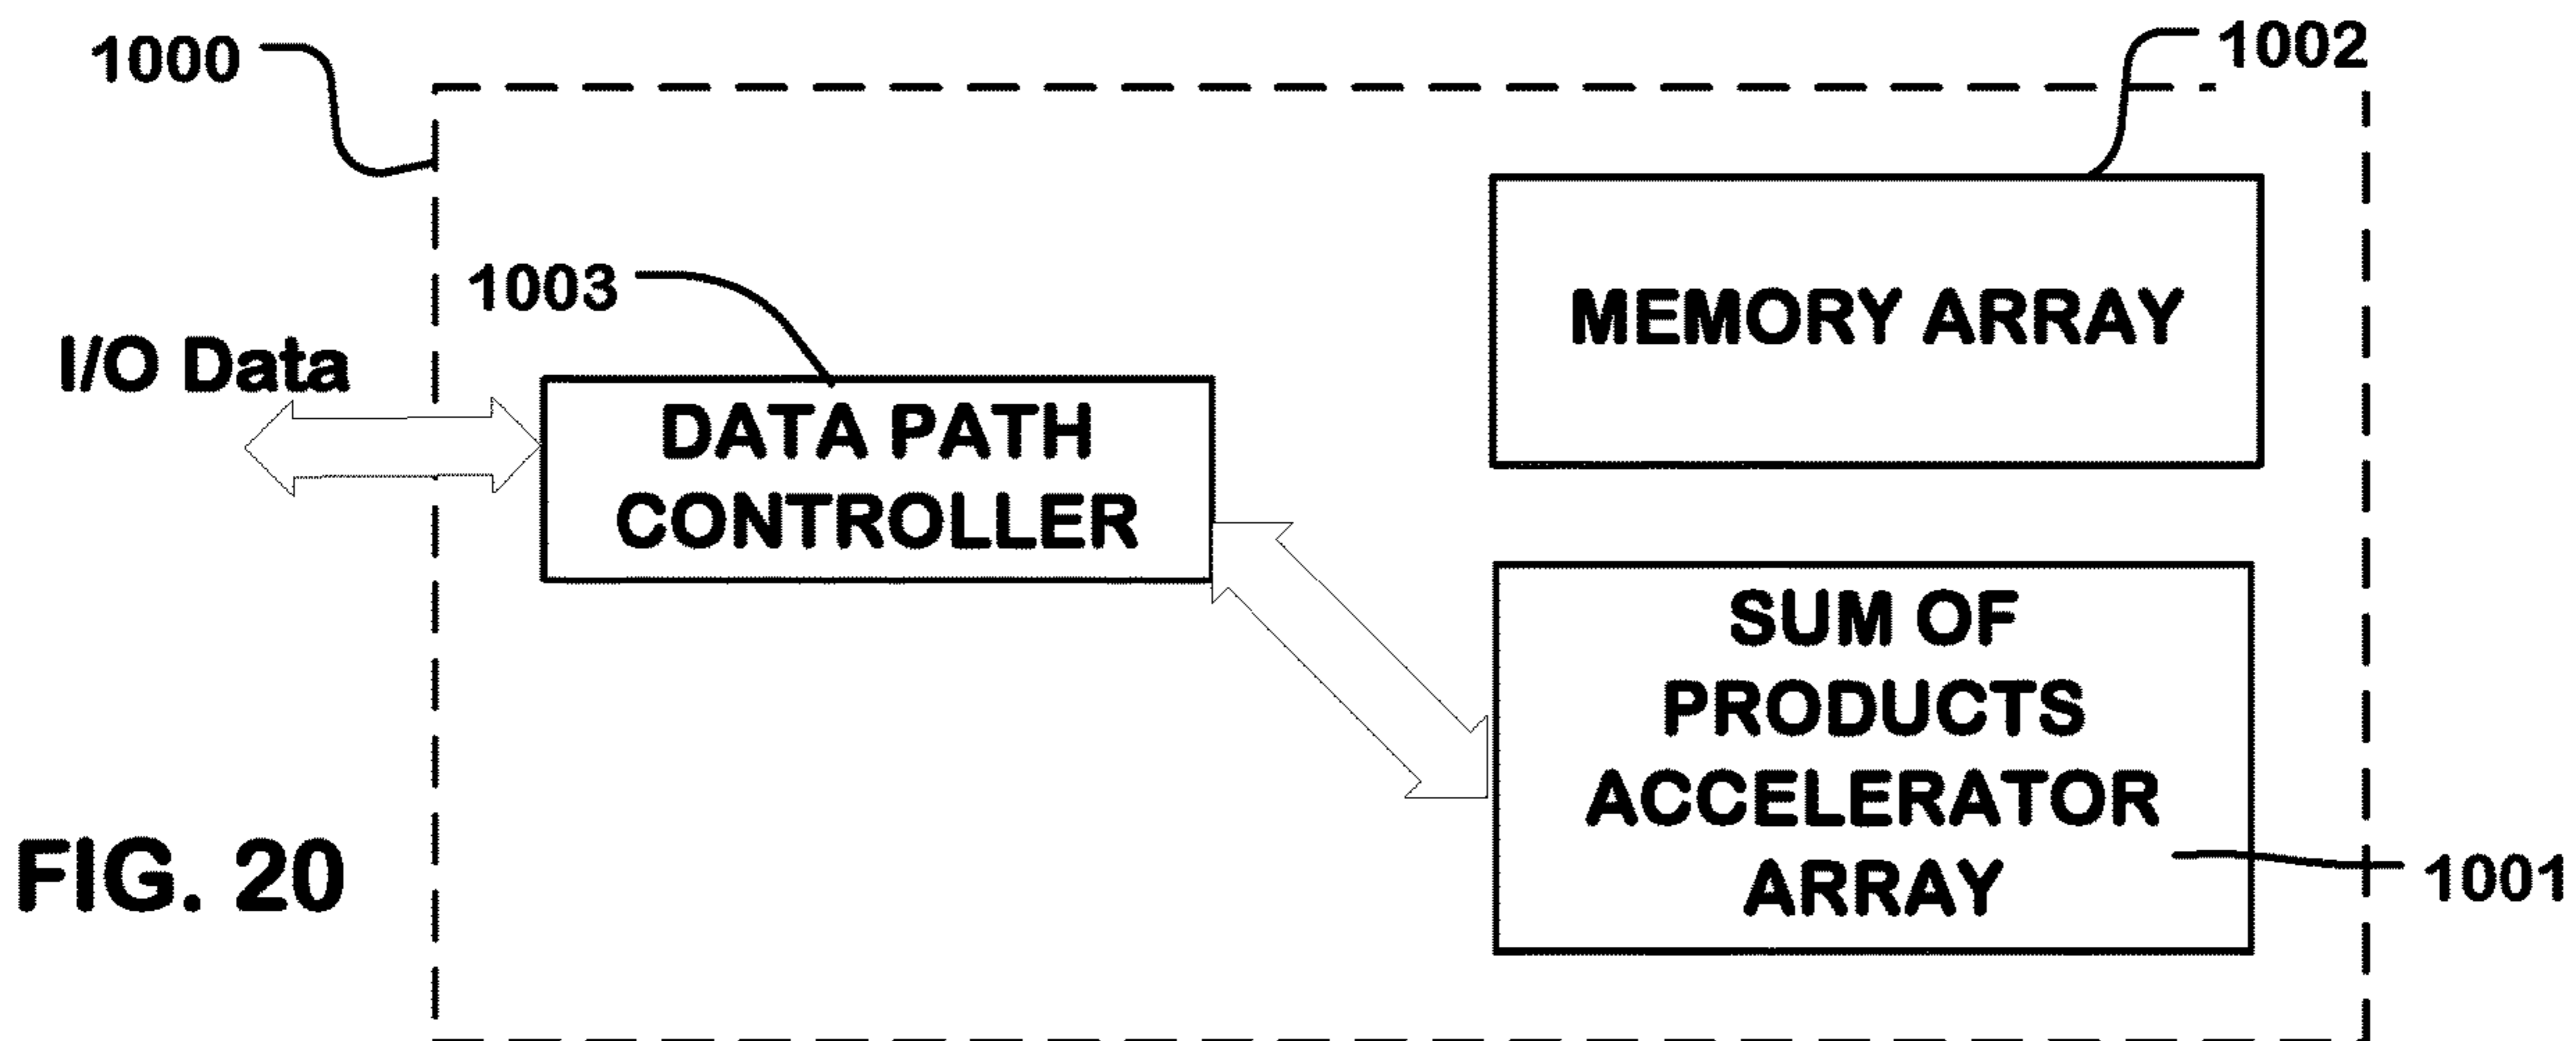 1000
1002
1003
MEMORY ARRAY
I/O Data
DATA PATH
CONTROLLER
SUM OF
PRODUCTS
ACCELERATOR
ARRAY
1001
FIG. 20